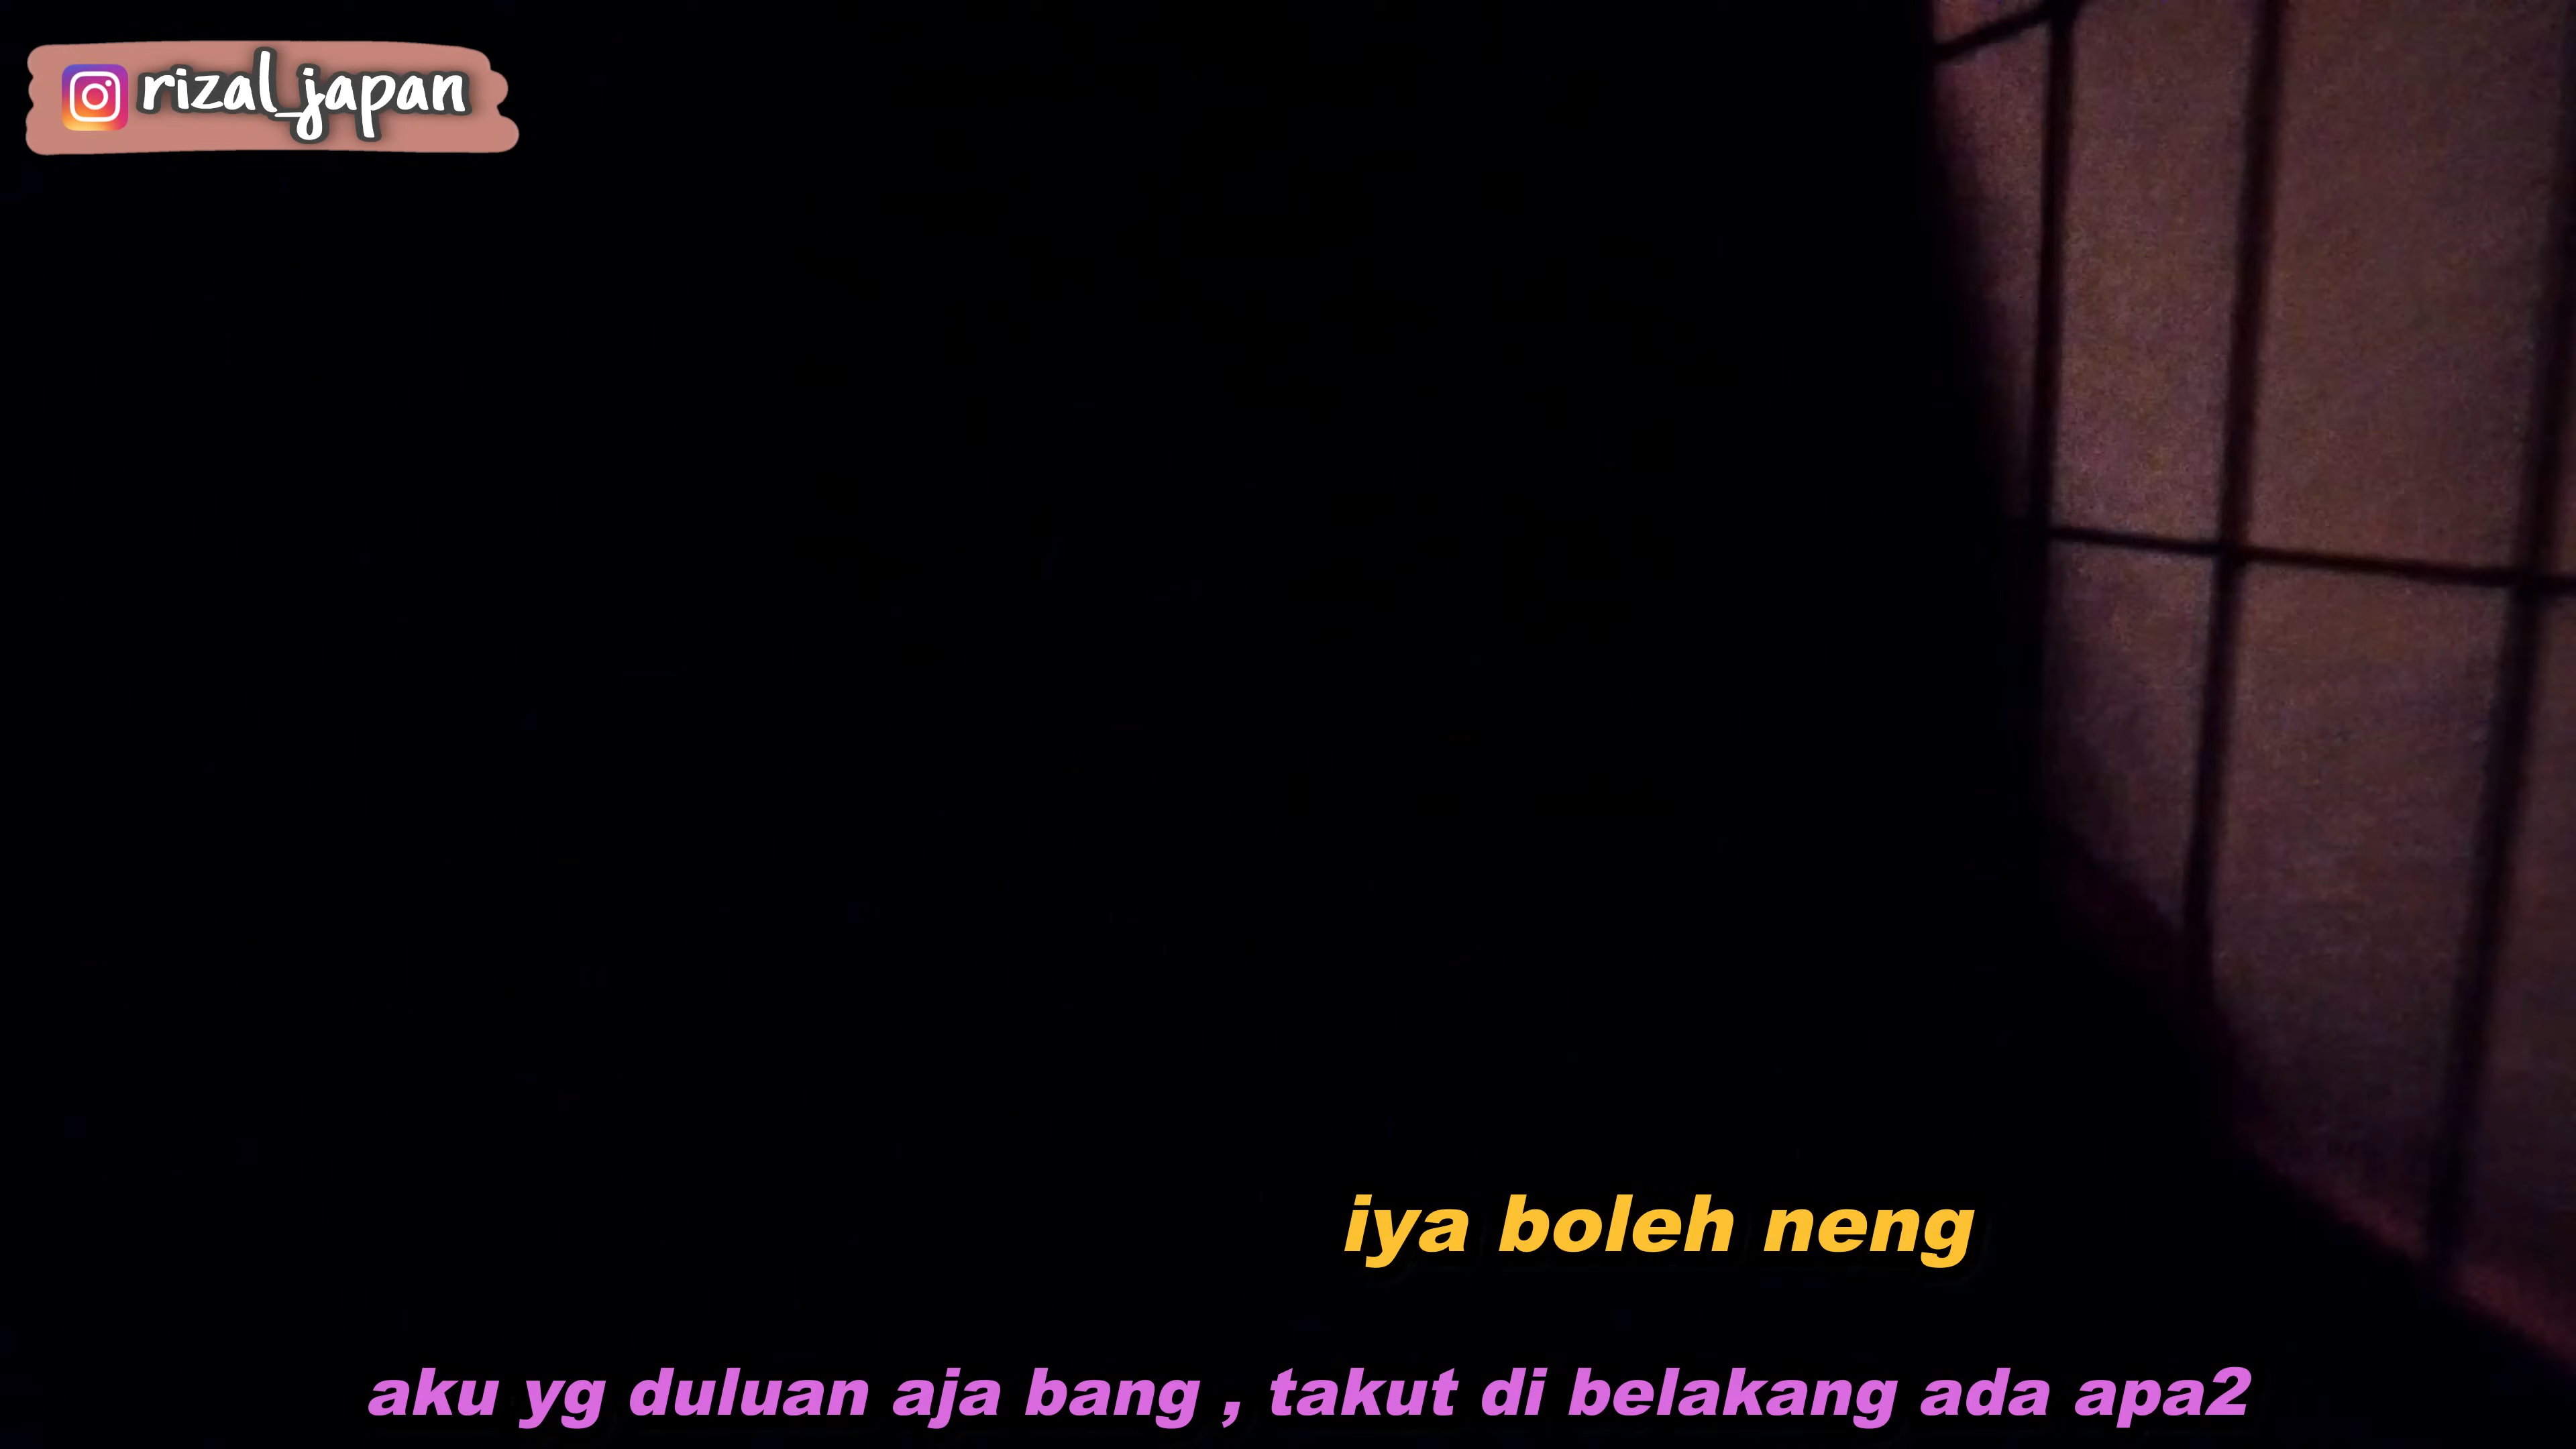 rizal_japan
iya boleh neng
aku yg duluan aja bang , takut di belakang ada apa2